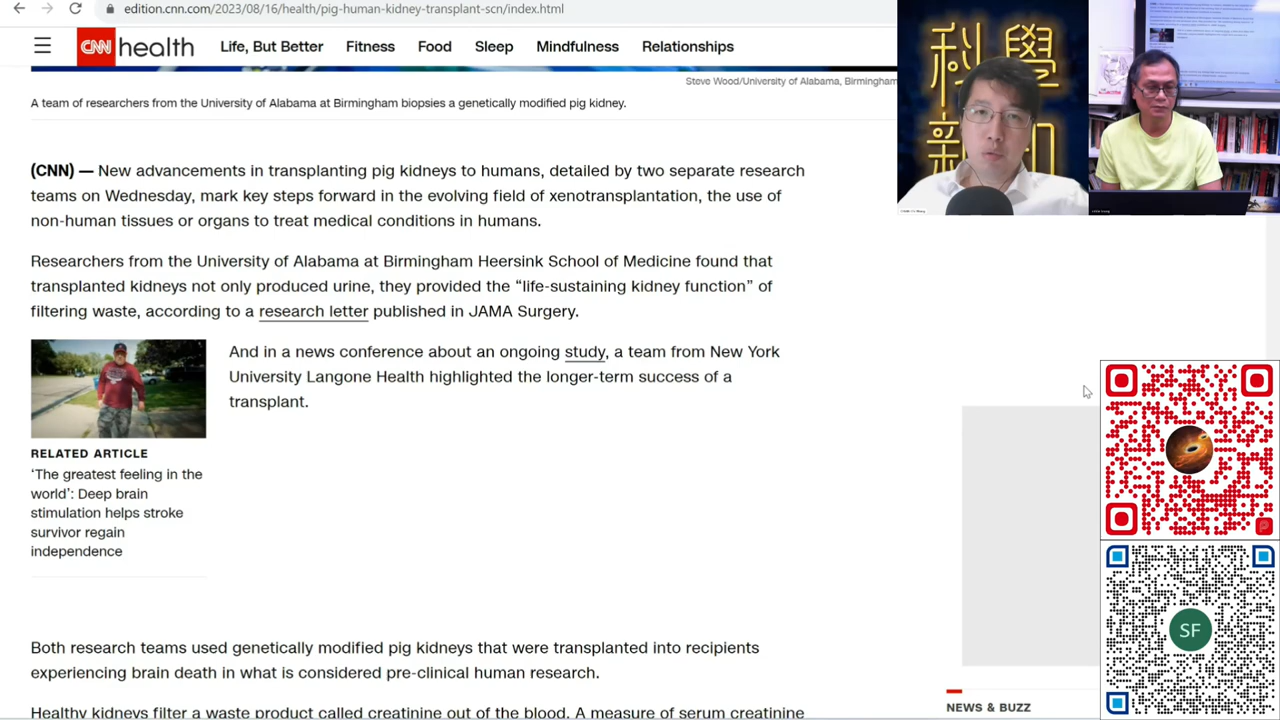 edition.cnn.com/2023/08/16/health/pig-human-kidney-transplant-scn/index.html
CNN health Life, But Better Fitness Food Relationships
Steve Wood/University of Alabama, Birmingham
A team of researchers from the University of Alabama at Birmingham biopsies a genetically modified pig kidney.
科學
新
(CNN) — New advancements in transplanting pig kidneys to humans, detailed by two separate research
teams on Wednesday, mark key steps forward in the evolving field of xenotransplantation, the use of
non-human tissues or organs to treat medical conditions in humans.
Researchers from the University of Alabama at Birmingham Heersink School of Medicine found that
transplanted kidneys not only produced urine, they provided the “life-sustaining kidney function” of
filtering waste, according to a research letter published in JAMA Surgery.
And in a news conference about an ongoing study, a team from New York
University Langone Health highlighted the longer-term success of a
transplant.
RELATED ARTICLE
‘The greatest feeling in the
world’: Deep brain
stimulation helps stroke
survivor regain
independence
SF
Both research teams used genetically modified pig kidneys that were transplanted into recipients
experiencing brain death in what is considered pre-clinical human research.
NEWS & BUZZ
Healthy kidneys filter a waste product called A measure of serum creatinine